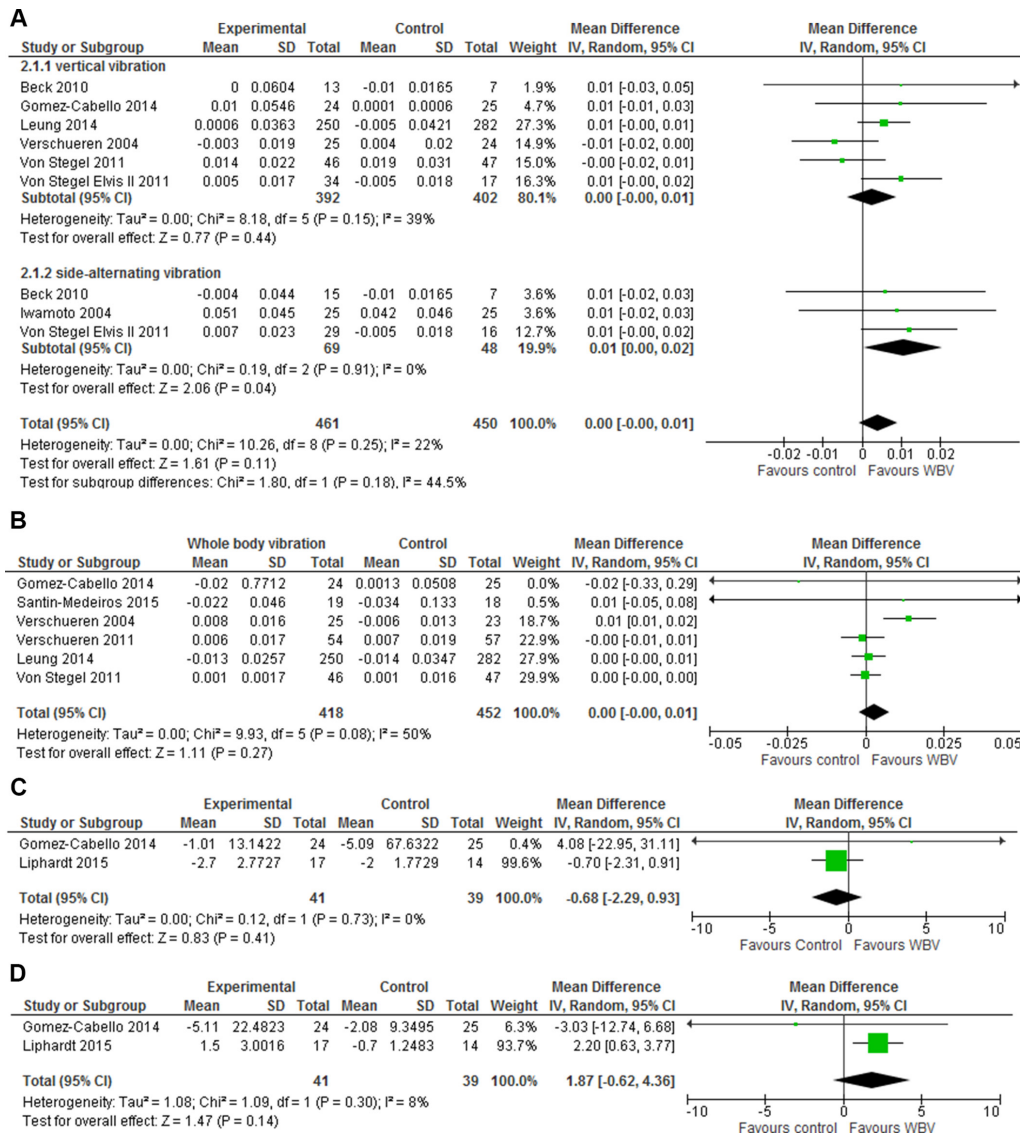 A
Experimental Control Mean Difference Mean Difference
Study or Subgroup Mean SD Total Mean SD Total Weight IV, Random, 95% CI IV, Random, 95% CI
2.1.1 vertical vibration
Beck 2010 0 0.0604 13 -0.01 0.0165 7 1.9% 0.01 [-0.03, 0.05]
Gomez-Cabello 2014 0.01 0.0546 24 0.0001 0.0006 25 4.7% 0.01 [-0.01, 0.03]
Leung 2014 0.0006 0.0363 250 -0.005 0.0421 282 27.3% 0.01 [-0.00, 0.01]
Verschueren 2004 -0.003 0.019 25 0.004 0.02 24 14.9% -0.01 [-0.02, 0.00]
Von Stegel 2011 0.014 0.022 46 0.019 0.031 47 15.0% -0.00 [-0.02, 0.01]
Von Stegel Elvis II 2011 0.005 0.017 34 -0.005 0.018 17 16.3% 0.01 [-0.00, 0.02]
Subtotal (95% CI) 392 402 80.1% 0.00 [-0.00, 0.01]
Heterogeneity: Tau² = 0.00; Chi² = 8.18, df = 5 (P = 0.15); I² = 39%
Test for overall effect: Z = 0.77 (P = 0.44)
2.1.2 side-alternating vibration
Beck 2010 -0.004 0.044 15 -0.01 0.0165 7 3.6% 0.01 [-0.02, 0.03]
Iwamoto 2004 0.051 0.045 25 0.042 0.046 25 3.6% 0.01 [-0.02, 0.03]
Von Stegel Elvis II 2011 0.007 0.023 29 -0.005 0.018 16 12.7% 0.01 [-0.00, 0.02]
Subtotal (95% CI) 69 48 19.9% 0.01 [0.00, 0.02]
Heterogeneity: Tau² = 0.00; Chi² = 0.19, df = 2 (P = 0.91); I² = 0%
Test for overall effect: Z = 2.06 (P = 0.04)
Total (95% CI) 461 450 100.0% 0.00 [-0.00, 0.01]
Heterogeneity: Tau² = 0.00; Chi² = 10.26, df = 8 (P = 0.25); I² = 22%
Test for overall effect: Z = 1.61 (P = 0.11)
Test for subgroup differences: Chi² = 1.80, df = 1 (P = 0.18), I² = 44.5%
-0.02 -0.01 0 0.01 0.02
Favours control Favours WBV
B
Whole body vibration Control Mean Difference Mean Difference
Study or Subgroup Mean SD Total Mean SD Total Weight IV, Random, 95% CI IV, Random, 95% CI
Gomez-Cabello 2014 -0.02 0.7712 24 0.0013 0.0508 25 0.0% -0.02 [-0.33, 0.29]
Santin-Medeiros 2015 -0.022 0.046 19 -0.034 0.133 18 0.5% 0.01 [-0.05, 0.08]
Verschueren 2004 0.008 0.016 25 -0.006 0.013 23 18.7% 0.01 [0.01, 0.02]
Verschueren 2011 0.006 0.017 54 0.007 0.019 57 22.9% -0.00 [-0.01, 0.01]
Leung 2014 -0.013 0.0257 250 -0.014 0.0347 282 27.9% 0.00 [-0.00, 0.01]
Von Stegel 2011 0.001 0.0017 46 0.001 0.016 47 29.9% 0.00 [-0.00, 0.00]
Total (95% CI) 418 452 100.0% 0.00 [-0.00, 0.01]
Heterogeneity: Tau² = 0.00; Chi² = 9.93, df = 5 (P = 0.08); I² = 50%
Test for overall effect: Z = 1.11 (P = 0.27)
-0.05 -0.025 0 0.025 0.05
Favours control Favours WBV
C
Experimental Control Mean Difference Mean Difference
Study or Subgroup Mean SD Total Mean SD Total Weight IV, Random, 95% CI IV, Random, 95% CI
Gomez-Cabello 2014 -1.01 13.1422 24 -5.09 67.6322 25 0.4% 4.08 [-22.95, 31.11]
Liphardt 2015 -2.7 2.7727 17 -2 1.7729 14 99.6% -0.70 [-2.31, 0.91]
Total (95% CI) 41 39 100.0% -0.68 [-2.29, 0.93]
Heterogeneity: Tau² = 0.00; Chi² = 0.12, df = 1 (P = 0.73); I² = 0%
Test for overall effect: Z = 0.83 (P = 0.41)
-10 -5 0 5 10
Favours Control Favours WBV
D
Experimental Control Mean Difference Mean Difference
Study or Subgroup Mean SD Total Mean SD Total Weight IV, Random, 95% CI IV, Random, 95% CI
Gomez-Cabello 2014 -5.11 22.4823 24 -2.08 9.3495 25 6.3% -3.03 [-12.74, 6.68]
Liphardt 2015 1.5 3.0016 17 -0.7 1.2483 14 93.7% 2.20 [0.63, 3.77]
Total (95% CI) 41 39 100.0% 1.87 [-0.62, 4.36]
Heterogeneity: Tau² = 1.08; Chi² = 1.09, df = 1 (P = 0.30); I² = 8%
Test for overall effect: Z = 1.47 (P = 0.14)
-10 -5 0 5 10
Favours control Favours WBV